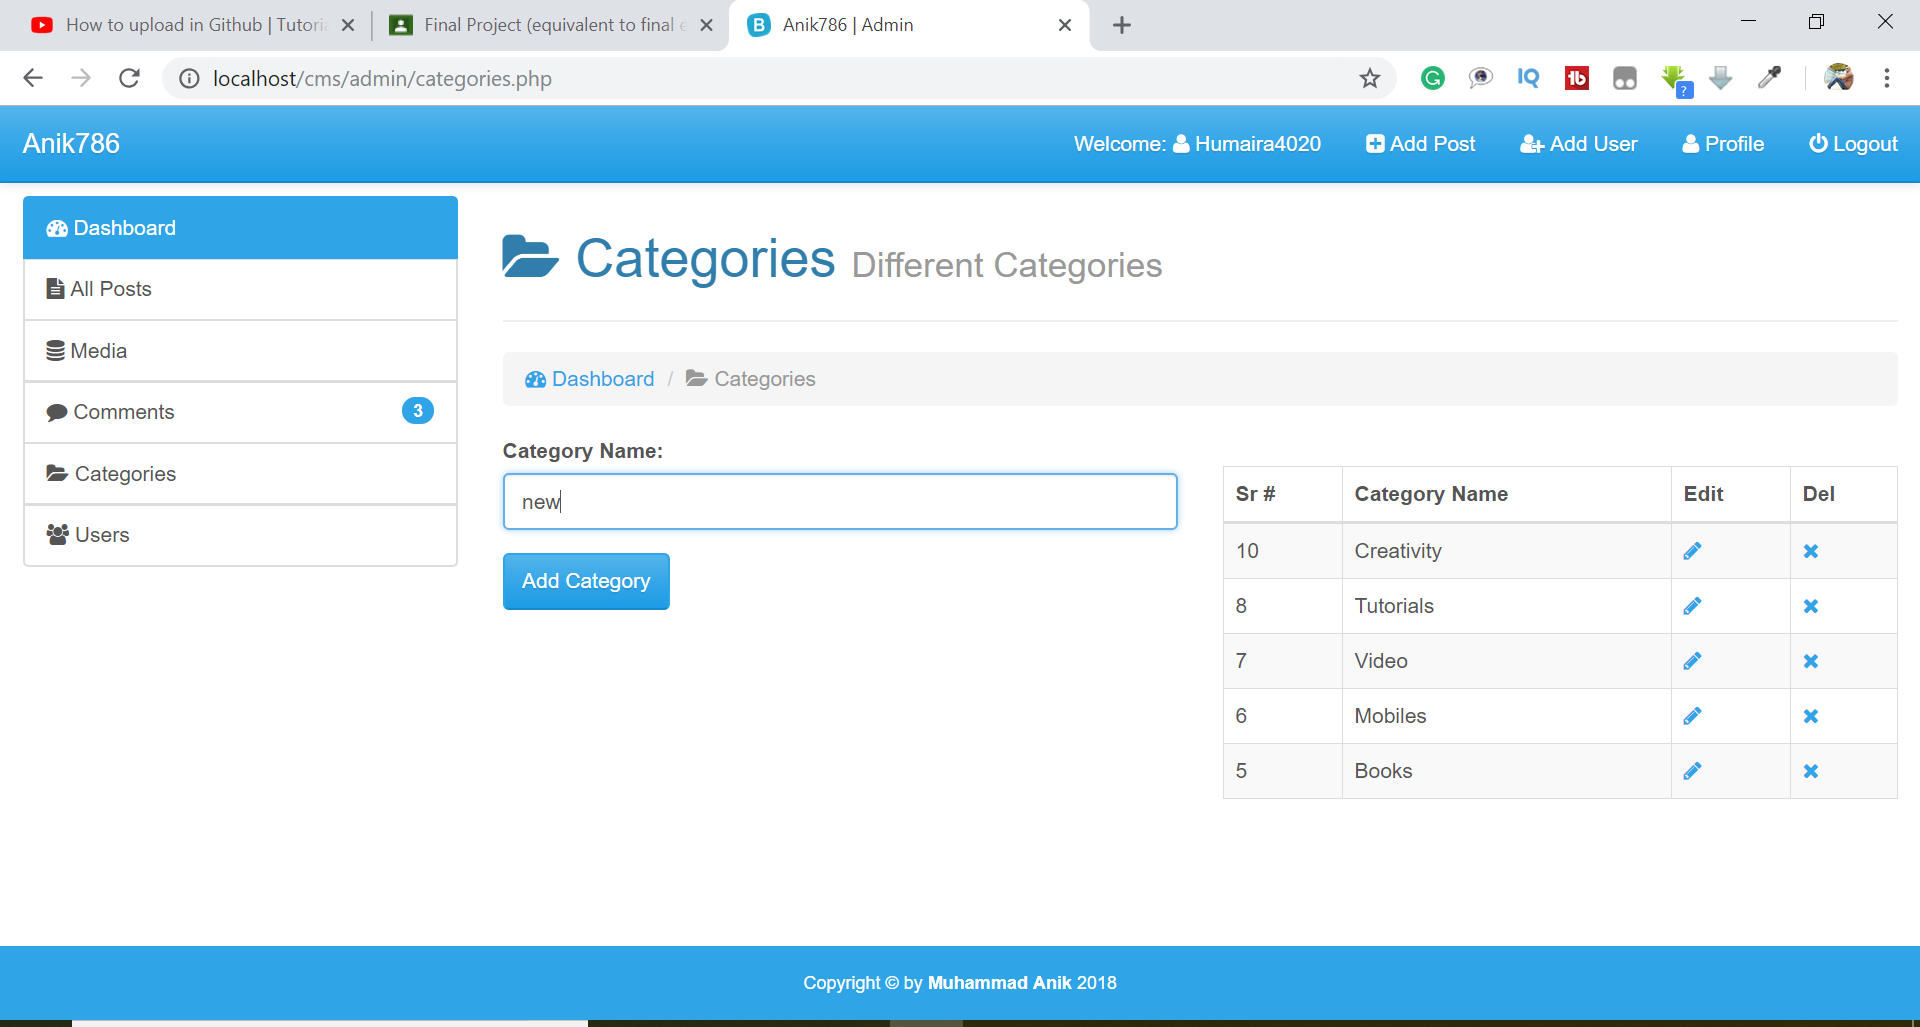 How to upload in Github | Tutori
Final Project (equivalent to final e
Anik786 | Admin
localhost/cms/admin/categories.php
IQ
?
Anik786
Welcome: Humaira4020
Add Post
Add User
Profile
Logout
Dashboard
All Posts
Media
Comments 3
Categories
Users
Categories Different Categories
Dashboard / Categories
Category Name:
new
Add Category
Sr # Category Name Edit Del
10 Creativity
8 Tutorials
7 Video
6 Mobiles
5 Books
Copyright © by Muhammad Anik 2018